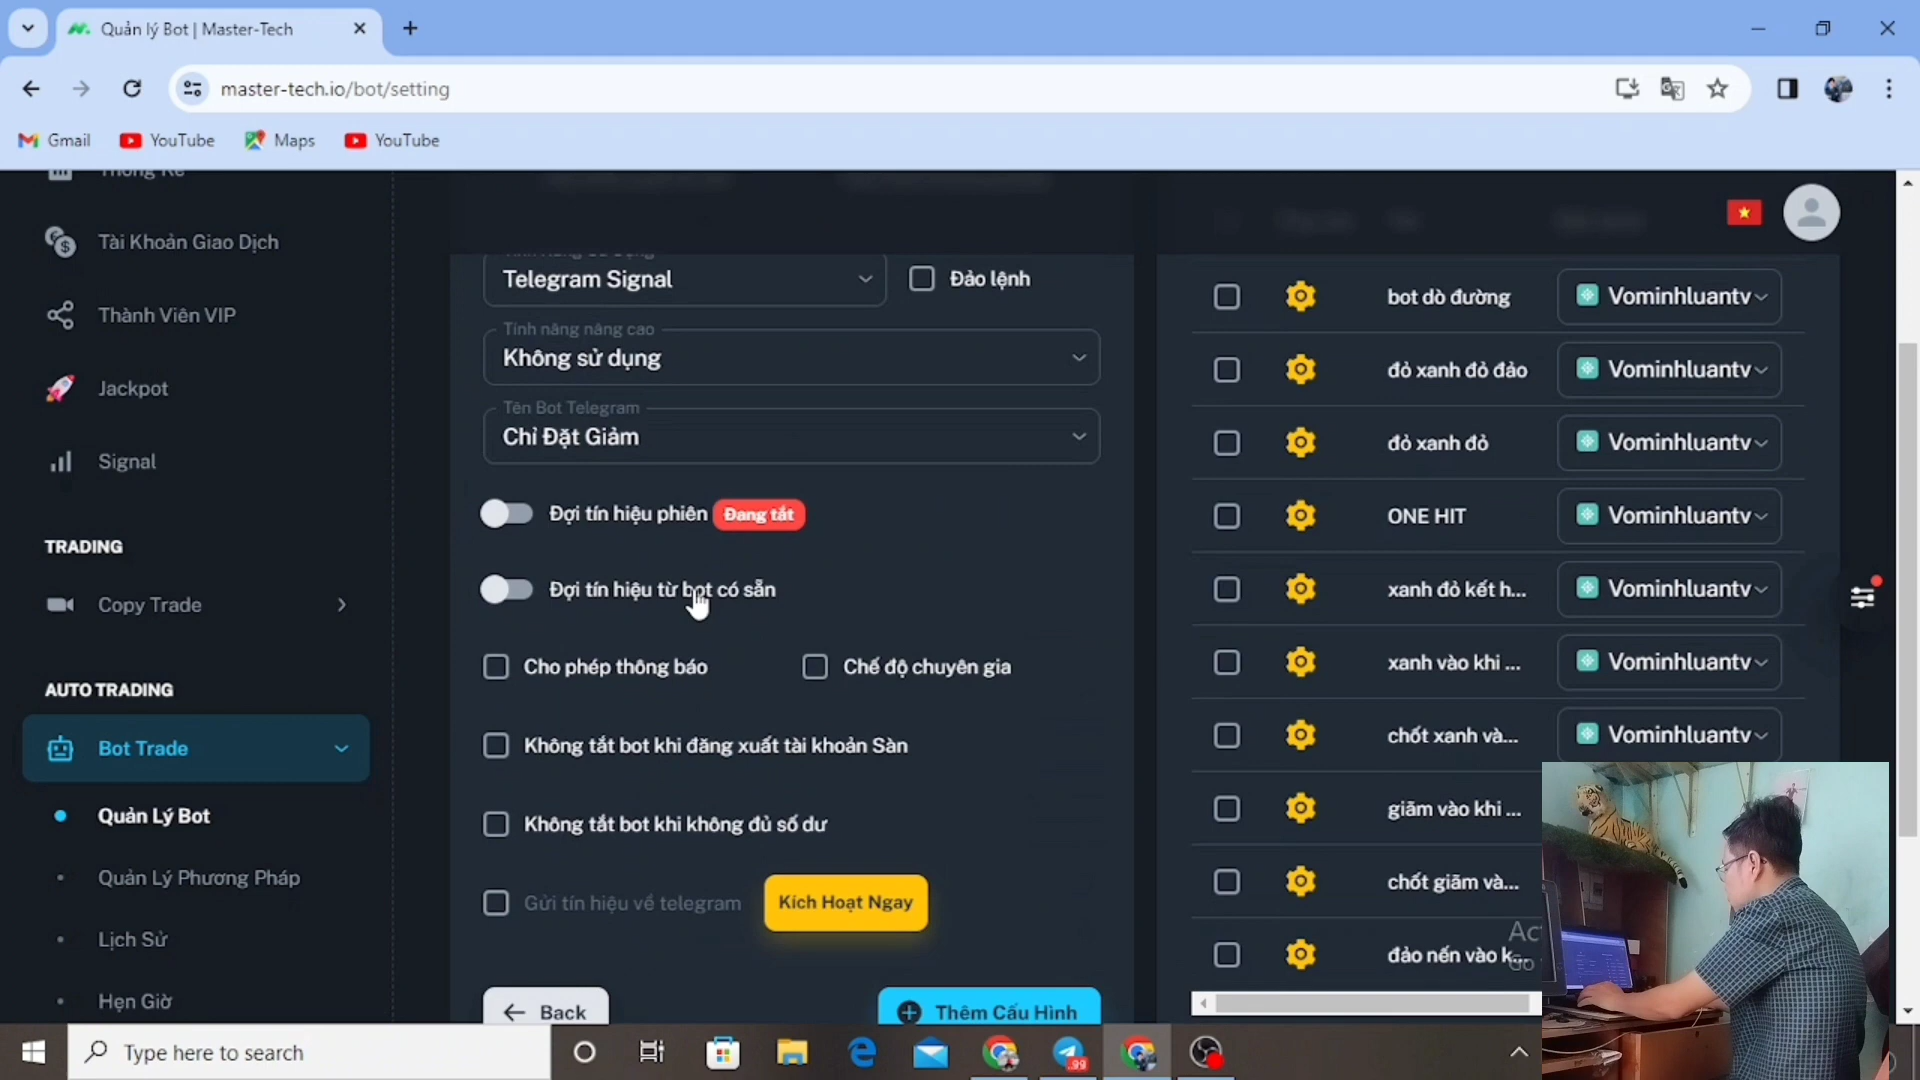 Quản lý Bot | Master-Tech
master-tech.io/bot/setting
Gmail
YouTube
Maps
YouTube
Thống Kê
Tài Khoản Giao Dịch
Thành Viên VIP
Jackpot
Signal
TRADING
Copy Trade
AUTO TRADING
Bot Trade
Quản Lý Bot
Quản Lý Phương Pháp
Lịch Sử
Hẹn Giờ
Telegram Signal
Đảo lệnh
Tính năng nâng cao
Không sử dụng
Tên Bot Telegram
Chỉ Đặt Giảm
Đợi tín hiệu phiên Đang tắt
Đợi tín hiệu từ bot có sẵn
Cho phép thông báo
Chế độ chuyên gia
Không tắt bot khi đăng xuất tài khoản Sàn
Không tắt bot khi không đủ số dư
Gửi tín hiệu về telegram
Kích Hoạt Ngay
Back
Thêm Cấu Hình
bot dò đường Vominhluantv
đỏ xanh đỏ đảo Vominhluantv
đỏ xanh đỏ Vominhluantv
ONE HIT Vominhluantv
xanh đỏ kết h... Vominhluantv
xanh vào khi ... Vominhluantv
chốt xanh và... Vominhluantv
giãm vào khi ...
chốt giãm và...
đảo nến vào k...
Type here to search
99